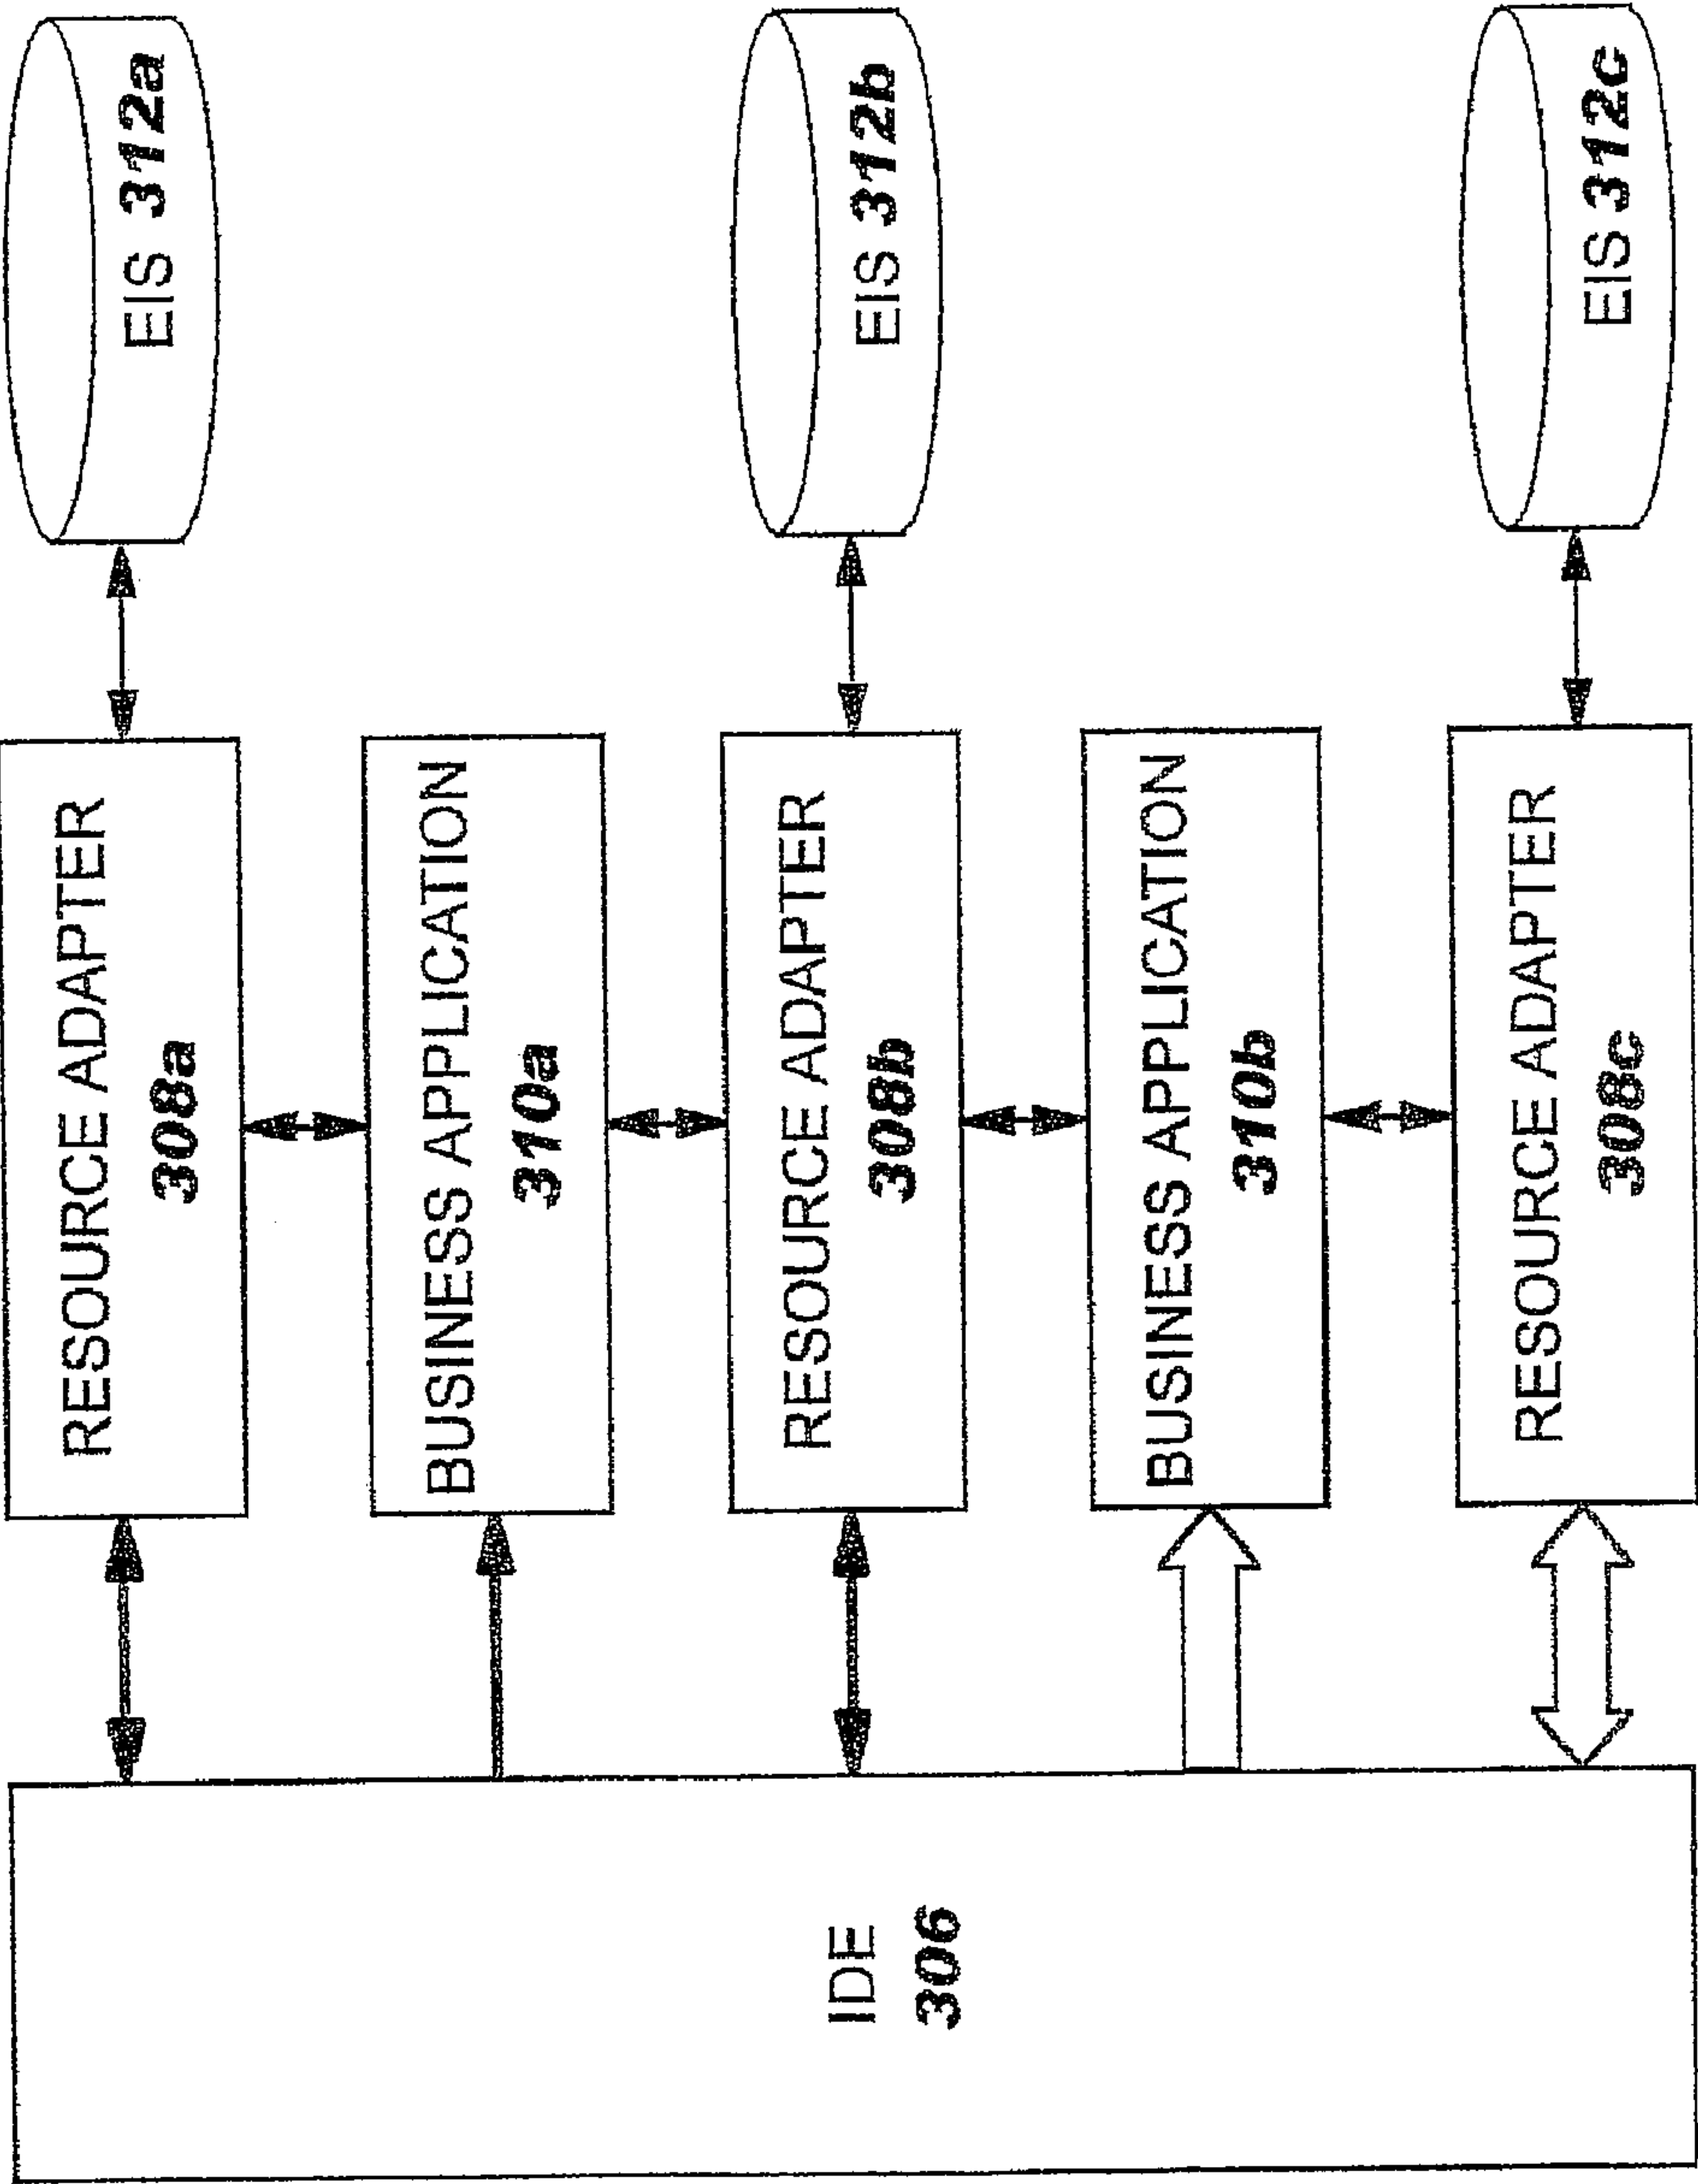 IDE
306
RESOURCE ADAPTER
308a
BUSINESS APPLICATION
310a
RESOURCE ADAPTER
308b
BUSINESS APPLICATION
310b
RESOURCE ADAPTER
308c
EIS 312a
EIS 312b
EIS 312c